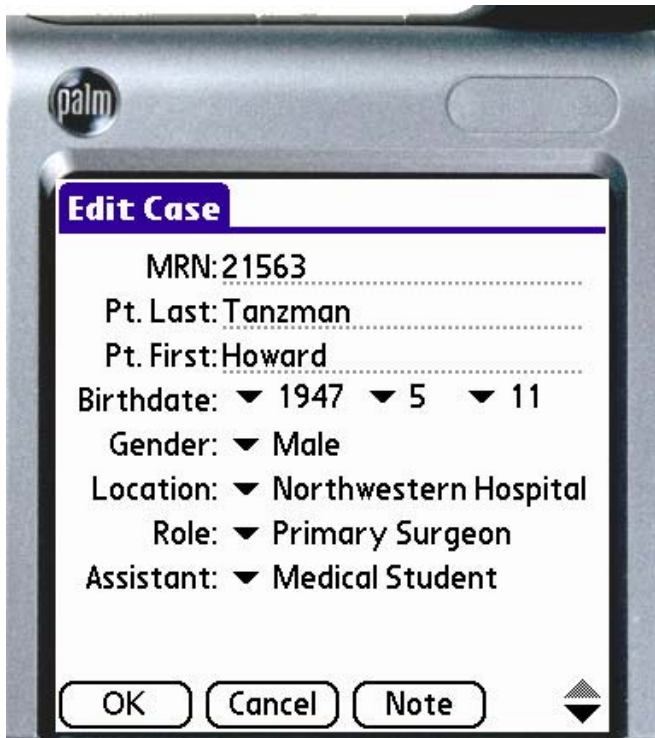 palm
Edit Case
MRN: 21563
Pt. Last: Tanzman
Pt. First: Howard
Birthdate: 1947 5 11
Gender: Male
Location: Northwestern Hospital
Role: Primary Surgeon
Assistant: Medical Student
OK Cancel Note